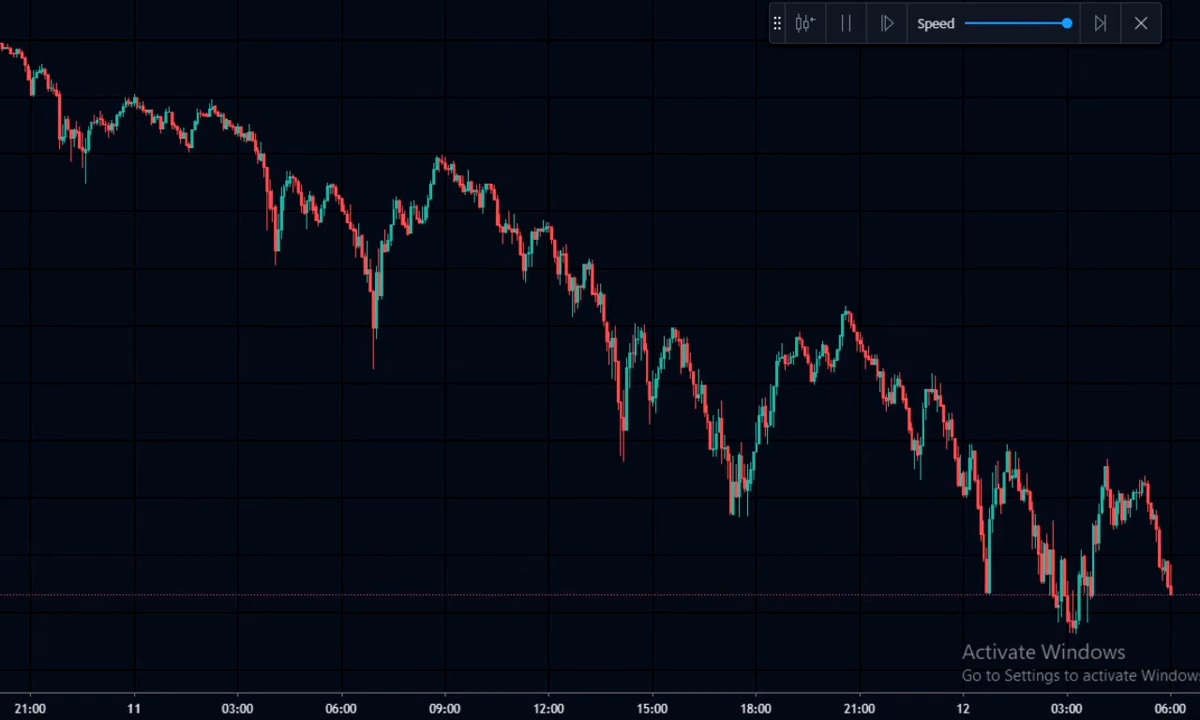 Speed
Activate Windows
Go to Settings to activate Windows
21:00 11 03:00 06:00 09:00 12:00 15:00 18:00 21:00 12 03:00 06:00